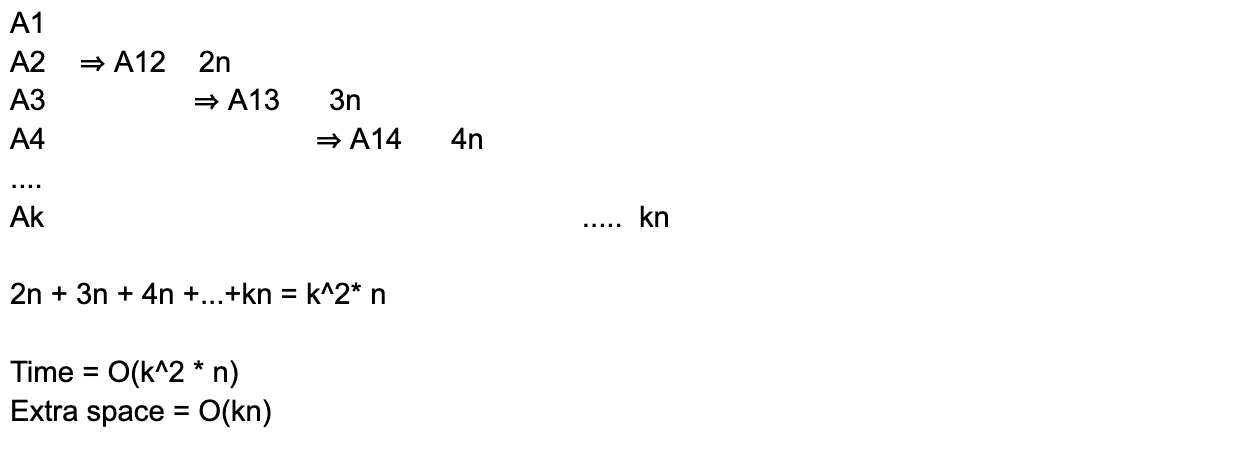 A1
A2 ⇒ A12 2n
A3 ⇒ A13 3n
A4 ⇒ A14 4n
....
Ak ..... kn
2n + 3n + 4n +...+kn = k^2* n
Time = O(k^2 * n)
Extra space = O(kn)